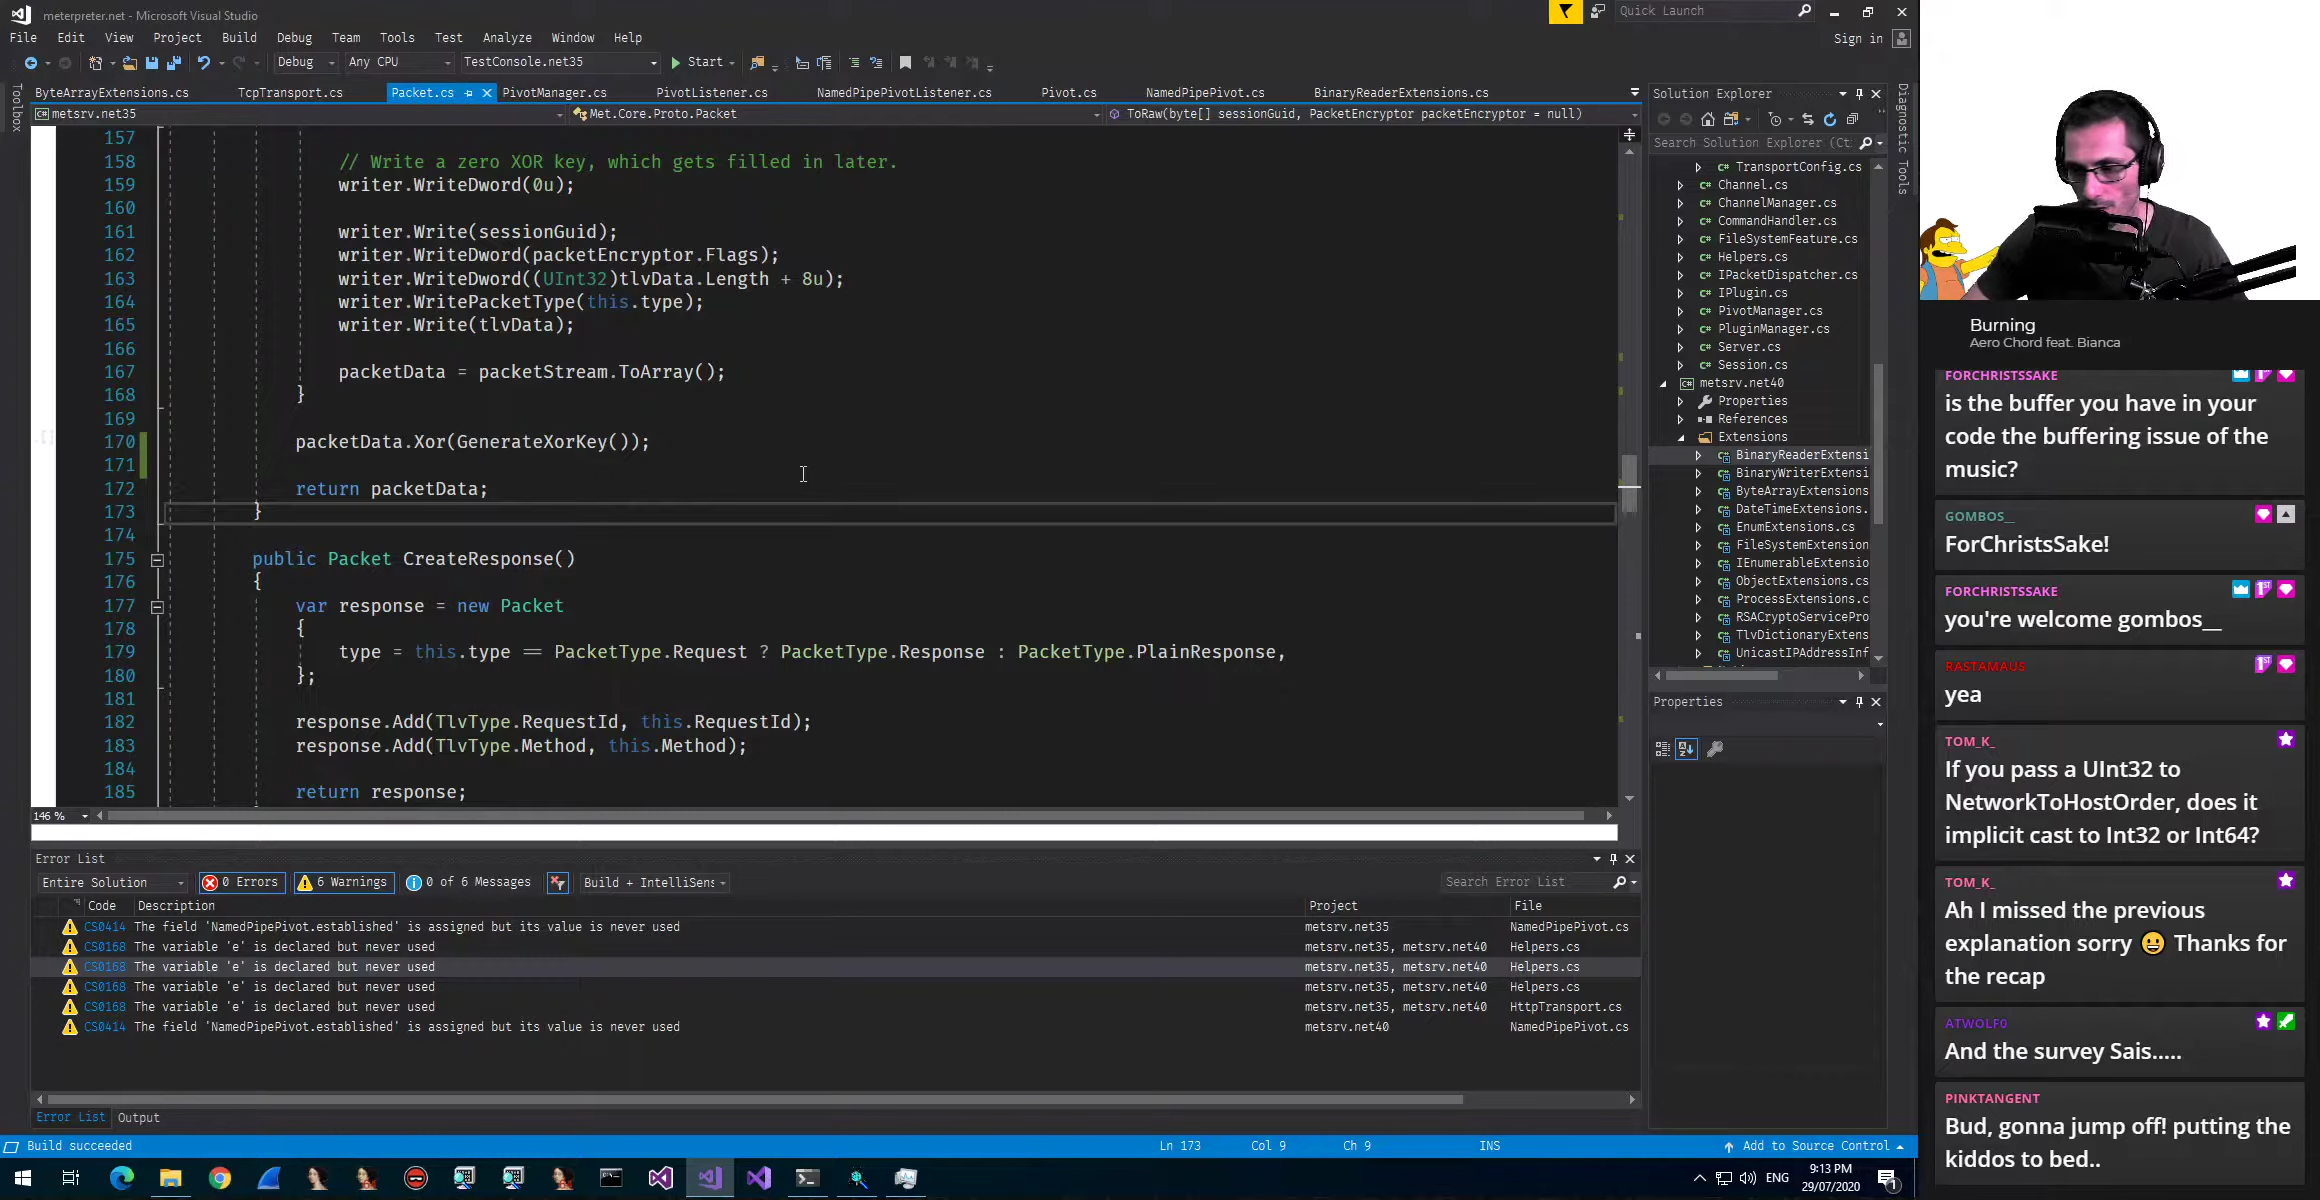 meterpreter.net - Microsoft Visual Studio
Quick Launch
File Edit View Project Build Debug Team Tools Test Analyze Window Help
Sign in
Debug Any CPU TestConsole.net35 Start
Toolbox
ByteArrayExtensions.cs TcpTransport.cs Packet.cs PivotManager.cs PivotListener.cs NamedPipePivotListener.cs Pivot.cs NamedPipePivot.cs BinaryReaderExtensions.cs
metsrv.net35 Met.Core.Proto.Packet ToRaw(byte[] sessionGuid, PacketEncryptor packetEncryptor = null)
157
158 // Write a zero XOR key, which gets filled in later.
159 writer.WriteDword(0u);
160
161 writer.Write(sessionGuid);
162 writer.WriteDword(packetEncryptor.Flags);
163 writer.WriteDword((UInt32)tlvData.Length + 8u);
164 writer.WritePacketType(this.type);
165 writer.Write(tlvData);
166
167 packetData = packetStream.ToArray();
168 }
169
170 packetData.Xor(GenerateXorKey());
171
172 return packetData;
173 }
174
175 public Packet CreateResponse()
176 {
177 var response = new Packet
178 {
179 type = this.type == PacketType.Request ? PacketType.Response : PacketType.PlainResponse,
180 };
181
182 response.Add(TlvType.RequestId, this.RequestId);
183 response.Add(TlvType.Method, this.Method);
184
185 return response;
146 %
Error List
Entire Solution 0 Errors 6 Warnings 0 of 6 Messages Build + IntelliSens Search Error List
Code Description Project File
CS0414 The field 'NamedPipePivot.established' is assigned but its value is never used metsrv.net35 NamedPipePivot.cs
CS0168 The variable 'e' is declared but never used metsrv.net35, metsrv.net40 Helpers.cs
CS0168 The variable 'e' is declared but never used metsrv.net35, metsrv.net40 Helpers.cs
CS0168 The variable 'e' is declared but never used metsrv.net35, metsrv.net40 Helpers.cs
CS0168 The variable 'e' is declared but never used metsrv.net35, metsrv.net40 HttpTransport.cs
CS0414 The field 'NamedPipePivot.established' is assigned but its value is never used metsrv.net40 NamedPipePivot.cs
Error List Output
Build succeeded Ln 173 Col 9 Ch 9 INS Add to Source Control
Solution Explorer
Search Solution Explorer (Ct
TransportConfig.cs
C# Channel.cs
C# ChannelManager.cs
C# CommandHandler.cs
C# FileSystemFeature.cs
C# Helpers.cs
C# IPacketDispatcher.cs
C# IPlugin.cs
C# PivotManager.cs
C# PluginManager.cs
C# Server.cs
C# Session.cs
metsrv.net40
Properties
References
Extensions
BinaryReaderExtensi
BinaryWriterExtensi
ByteArrayExtensions
DateTimeExtensions.
EnumExtensions.cs
FileSystemExtension
IEnumerableExtensio
ObjectExtensions.cs
ProcessExtensions.c
RSACryptoServicePro
TlvDictionaryExtens
UnicastIPAddressInf
Properties
Diagnostic Tools
Burning
Aero Chord feat. Bianca
FORCHRISTSSAKE
is the buffer you have in your
code the buffering issue of the
music?
GOMBOS__
ForChristsSake!
FORCHRISTSSAKE
you're welcome gombos__
RASTAMAUS
yea
TOM_K_
If you pass a UInt32 to
NetworkToHostOrder, does it
implicit cast to Int32 or Int64?
TOM_K_
Ah I missed the previous
explanation sorry 😀 Thanks for
the recap
ATWOLF0
And the survey Sais.....
PINKTANGENT
Bud, gonna jump off! putting the
kiddos to bed..
ENG 9:13 PM
29/07/2020